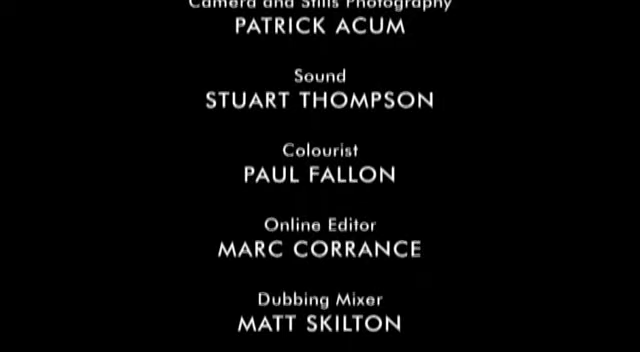 Camera and Stills Photography
PATRICK ACUM
Sound
STUART THOMPSON
Colourist
PAUL FALLON
Online Editor
MARC CORRANCE
Dubbing Mixer
MATT SKILTON